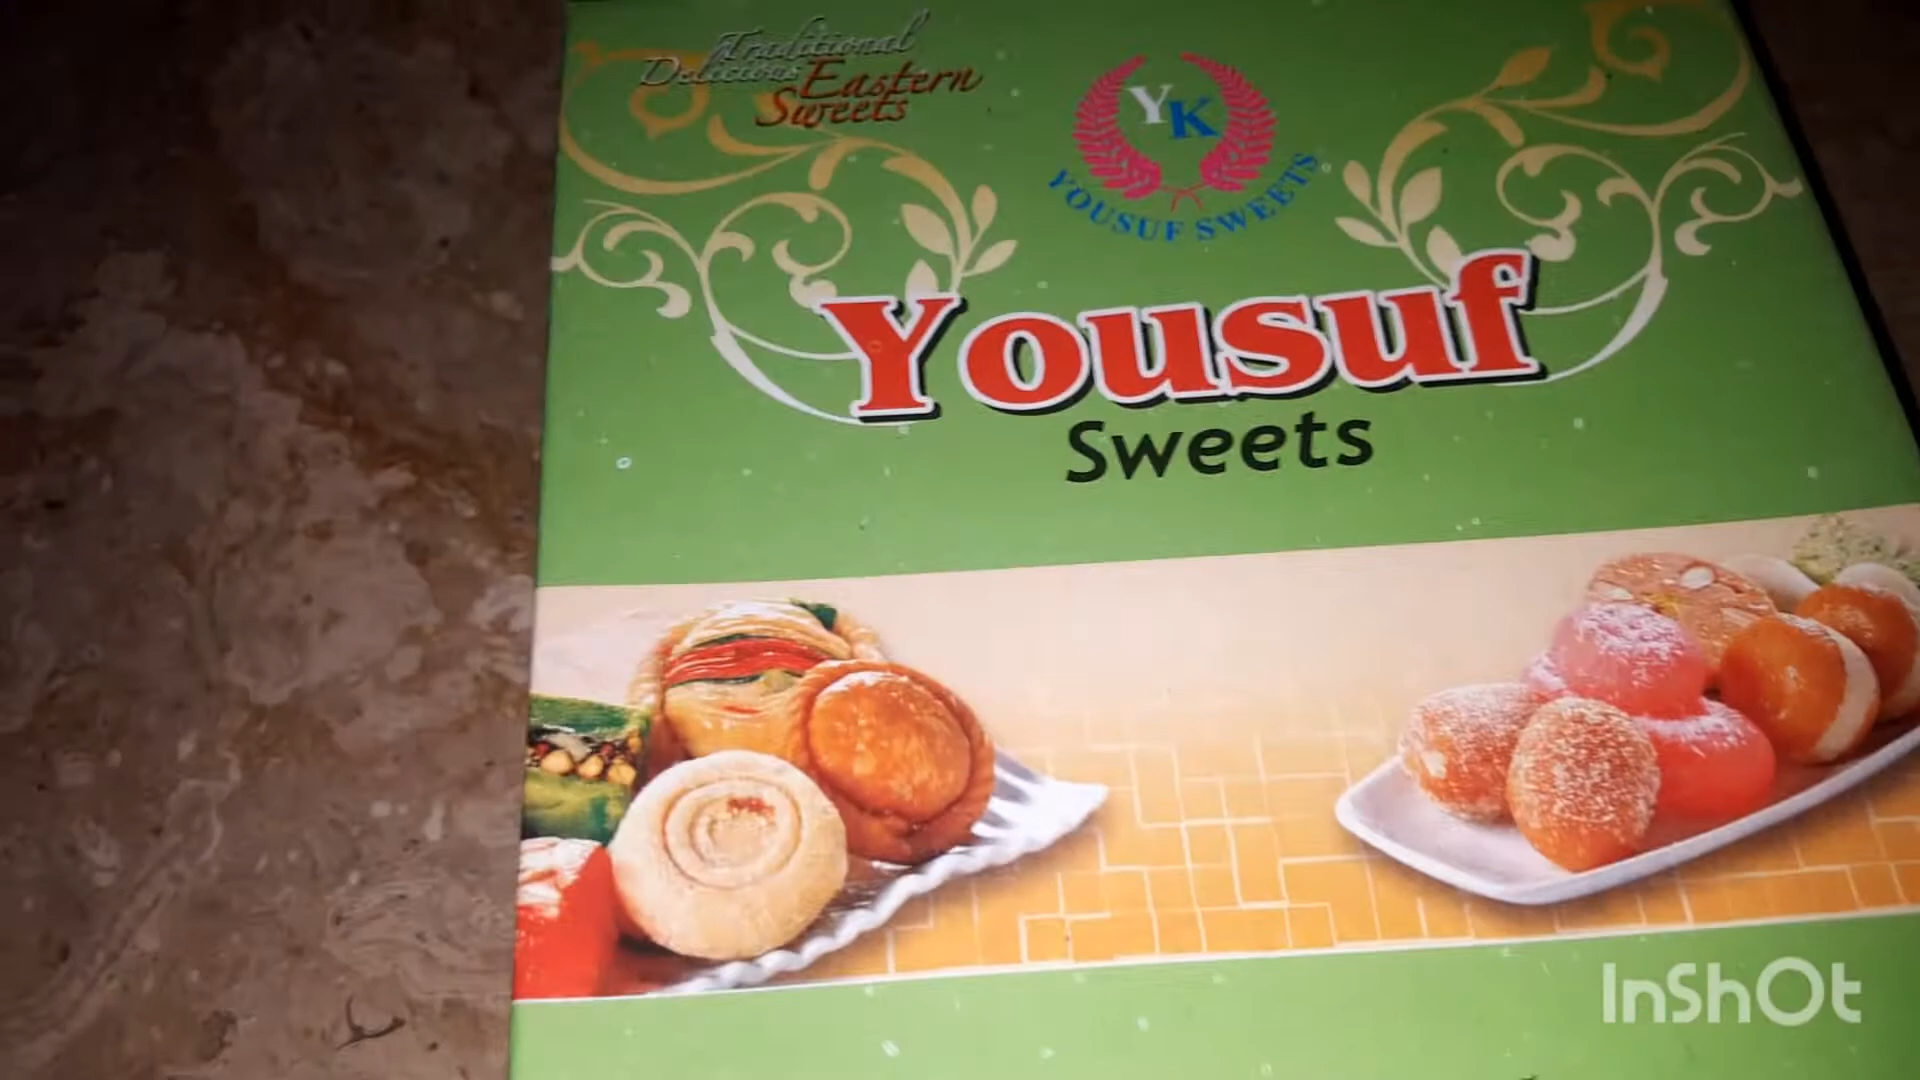 Traditional
Delicious Eastern
Sweets
YK
YOUSUF SWEETS
Yousuf
Sweets
InShOt